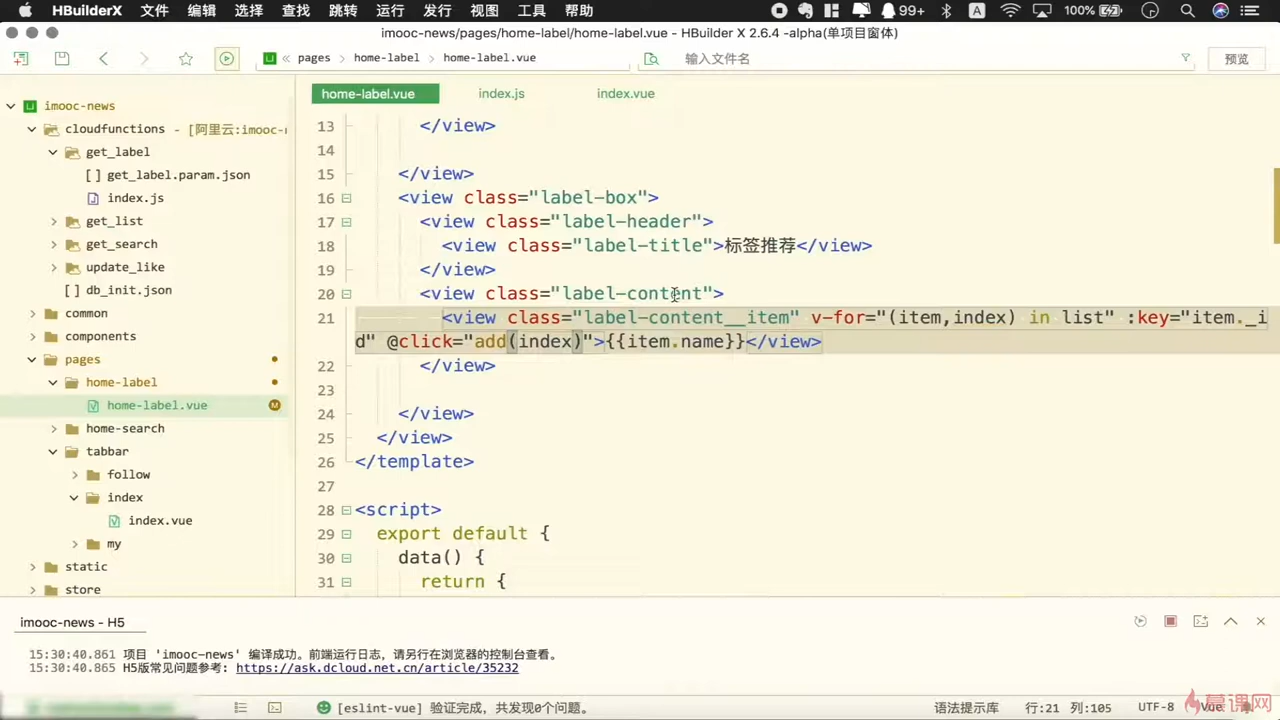 HBuilderX 文件 编辑 选择 查找 跳转 运行 发行 视图 工具 帮助 99+ A 100%
imooc-news/pages/home-label/home-label.vue - HBuilder X 2.6.4 -alpha(单项目窗体)
pages home-label home-label.vue 输入文件名 预览
home-label.vue index.js index.vue
imooc-news
cloudfunctions - [阿里云:imooc-
get_label
get_label.param.json
index.js
get_list
get_search
update_like
db_init.json
common
components
pages
home-label
home-label.vue M
home-search
tabbar
follow
index
index.vue
my
static
store
13 </view>
14
15 </view>
16 <view class="label-box">
17 <view class="label-header">
18 <view class="label-title">标签推荐</view>
19 </view>
20 <view class="label-content">
21 <view class="label-content__item" v-for="(item,index) in list" :key="item._i
d" @click="add(index)">{{item.name}}</view>
22 </view>
23
24 </view>
25 </view>
26 </template>
27
28 <script>
29 export default {
30 data() {
31 return {
imooc-news - H5
15:30:40.861 项目 'imooc-news' 编译成功。前端运行日志，请另行在浏览器的控制台查看。
15:30:40.865 H5版常见问题参考: https://ask.dcloud.net.cn/article/35232
[eslint-vue] 验证完成，共发现0个问题。 语法提示库 行:21 列:105 UTF-8 Vue
慕课网